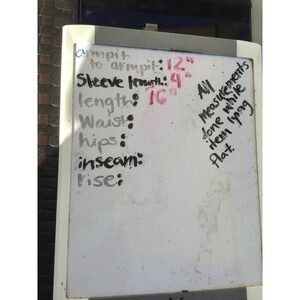 armpit
to armpit: 12"
Sleeve length: 4"
length: 16"
Waist:
hips:
inseam:
rise:
All
measurements
done while
item lying
flat.